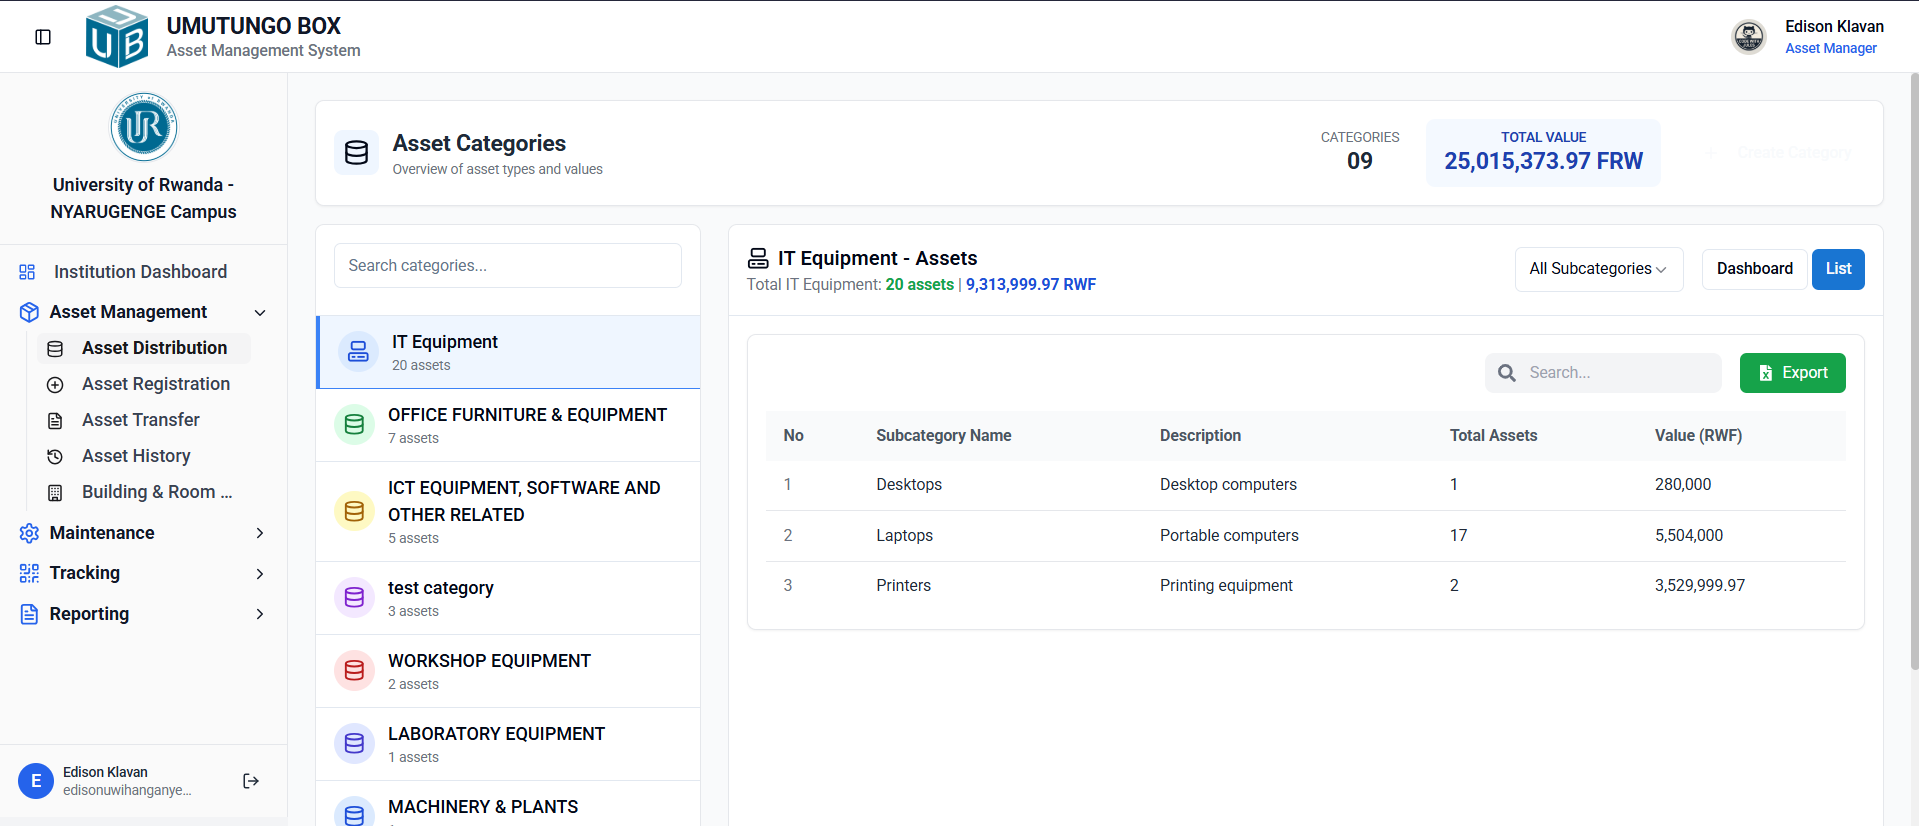 UMUTUNGO BOX
Asset Management System
Edison Klavan
Asset Manager
University of Rwanda -
NYARUGENGE Campus
Institution Dashboard
Asset Management
Asset Distribution
Asset Registration
Asset Transfer
Asset History
Building & Room ...
Maintenance
Tracking
Reporting
E
Edison Klavan
edisonuwihanganye...
Asset Categories
Overview of asset types and values
CATEGORIES
09
TOTAL VALUE
25,015,373.97 FRW
+ Create Category
Search categories...
IT Equipment
20 assets
OFFICE FURNITURE & EQUIPMENT
7 assets
ICT EQUIPMENT, SOFTWARE AND
OTHER RELATED
5 assets
test category
3 assets
WORKSHOP EQUIPMENT
2 assets
LABORATORY EQUIPMENT
1 assets
MACHINERY & PLANTS
IT Equipment - Assets
Total IT Equipment: 20 assets | 9,313,999.97 RWF
All Subcategories
Dashboard
List
Search...
Export
No Subcategory Name Description Total Assets Value (RWF)
1 Desktops Desktop computers 1 280,000
2 Laptops Portable computers 17 5,504,000
3 Printers Printing equipment 2 3,529,999.97